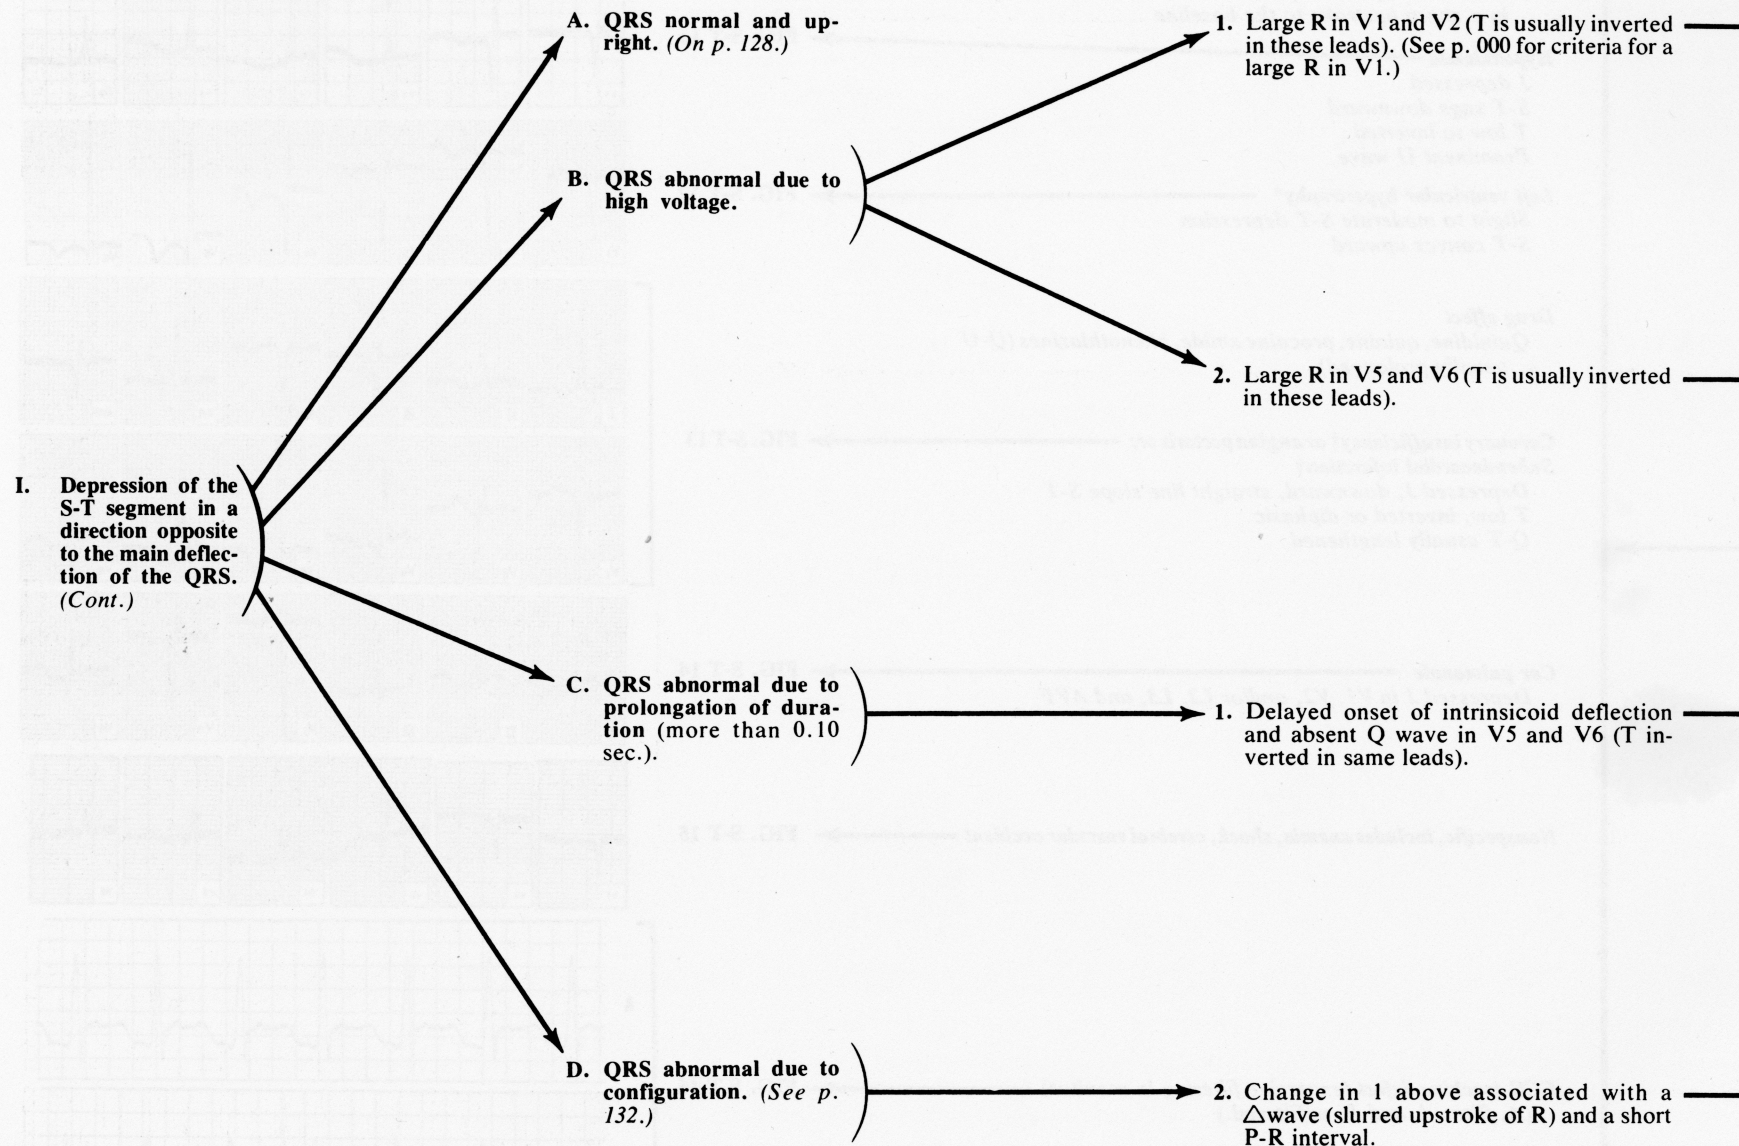 A. QRS normal and up-
right. (On p. 128.)
1. Large R in V1 and V2 (T is usually inverted
in these leads). (See p. 000 for criteria for a
large R in V1.)
B. QRS abnormal due to
high voltage.
2. Large R in V5 and V6 (T is usually inverted
in these leads).
I. Depression of the
S-T segment in a
direction opposite
to the main deflec-
tion of the QRS.
(Cont.)
C. QRS abnormal due to
prolongation of dura-
tion (more than 0.10
sec.).
1. Delayed onset of intrinsicoid deflection
and absent Q wave in V5 and V6 (T in-
verted in same leads).
D. QRS abnormal due to
configuration. (See p.
132.)
2. Change in 1 above associated with a
△wave (slurred upstroke of R) and a short
P-R interval.